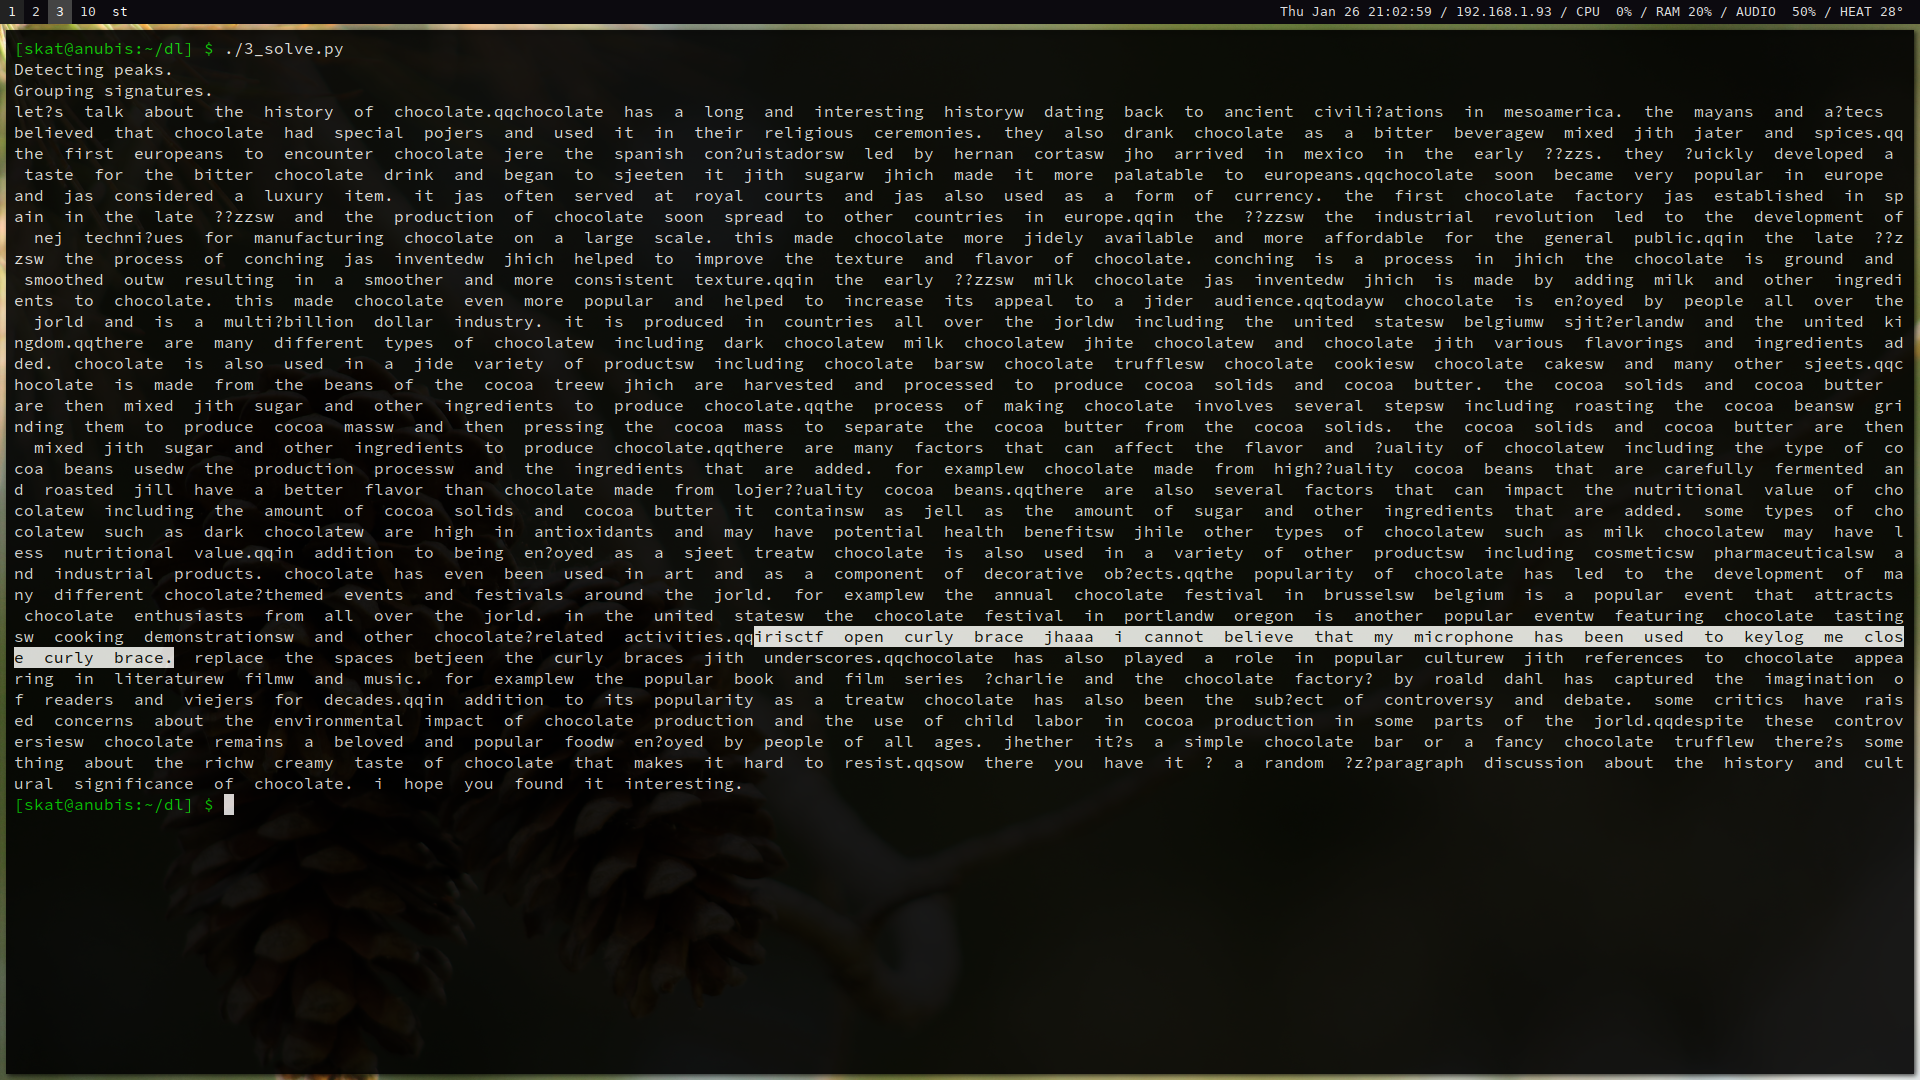 1 2 3 10 st
Thu Jan 26 21:02:59 / 192.168.1.93 / CPU 0% / RAM 20% / AUDIO 50% / HEAT 28°
[skat@anubis:~/dl] $ ./3_solve.py
Detecting peaks.
Grouping signatures.
let?s talk about the history of chocolate.qqchocolate has a long and interesting historyw dating back to ancient civili?ations in mesoamerica. the mayans and a?tecs
believed that chocolate had special pojers and used it in their religious ceremonies. they also drank chocolate as a bitter beveragew mixed jith jater and spices.qq
the first europeans to encounter chocolate jere the spanish con?uistadorsw led by hernan cortasw jho arrived in mexico in the early ??zzs. they ?uickly developed a
taste for the bitter chocolate drink and began to sjeeten it jith sugarw jhich made it more palatable to europeans.qqchocolate soon became very popular in europe
and jas considered a luxury item. it jas often served at royal courts and jas also used as a form of currency. the first chocolate factory jas established in sp
ain in the late ??zzsw and the production of chocolate soon spread to other countries in europe.qqin the ??zzsw the industrial revolution led to the development of
nej techni?ues for manufacturing chocolate on a large scale. this made chocolate more jidely available and more affordable for the general public.qqin the late ??z
zsw the process of conching jas inventedw jhich helped to improve the texture and flavor of chocolate. conching is a process in jhich the chocolate is ground and
smoothed outw resulting in a smoother and more consistent texture.qqin the early ??zzsw milk chocolate jas inventedw jhich is made by adding milk and other ingredi
ents to chocolate. this made chocolate even more popular and helped to increase its appeal to a jider audience.qqtodayw chocolate is en?oyed by people all over the
jorld and is a multi?billion dollar industry. it is produced in countries all over the jorldw including the united statesw belgiumw sjit?erlandw and the united ki
ngdom.qqthere are many different types of chocolatew including dark chocolatew milk chocolatew jhite chocolatew and chocolate jith various flavorings and ingredients ad
ded. chocolate is also used in a jide variety of productsw including chocolate barsw chocolate trufflesw chocolate cookiesw chocolate cakesw and many other sjeets.qqc
hocolate is made from the beans of the cocoa treew jhich are harvested and processed to produce cocoa solids and cocoa butter. the cocoa solids and cocoa butter
are then mixed jith sugar and other ingredients to produce chocolate.qqthe process of making chocolate involves several stepsw including roasting the cocoa beansw gri
nding them to produce cocoa massw and then pressing the cocoa mass to separate the cocoa butter from the cocoa solids. the cocoa solids and cocoa butter are then
mixed jith sugar and other ingredients to produce chocolate.qqthere are many factors that can affect the flavor and ?uality of chocolatew including the type of co
coa beans usedw the production processw and the ingredients that are added. for examplew chocolate made from high??uality cocoa beans that are carefully fermented an
d roasted jill have a better flavor than chocolate made from lojer??uality cocoa beans.qqthere are also several factors that can impact the nutritional value of cho
colatew including the amount of cocoa solids and cocoa butter it containsw as jell as the amount of sugar and other ingredients that are added. some types of cho
colatew such as dark chocolatew are high in antioxidants and may have potential health benefitsw jhile other types of chocolatew such as milk chocolatew may have l
ess nutritional value.qqin addition to being en?oyed as a sjeet treatw chocolate is also used in a variety of other productsw including cosmeticsw pharmaceuticalsw a
nd industrial products. chocolate has even been used in art and as a component of decorative ob?ects.qqthe popularity of chocolate has led to the development of ma
ny different chocolate?themed events and festivals around the jorld. for examplew the annual chocolate festival in brusselsw belgium is a popular event that attracts
chocolate enthusiasts from all over the jorld. in the united statesw the chocolate festival in portlandw oregon is another popular eventw featuring chocolate tasting
sw cooking demonstrationsw and other chocolate?related activities.qqirisctf open curly brace jhaaa i cannot believe that my microphone has been used to keylog me clos
e curly brace. replace the spaces betjeen the curly braces jith underscores.qqchocolate has also played a role in popular culturew jith references to chocolate appea
ring in literaturew filmw and music. for examplew the popular book and film series ?charlie and the chocolate factory? by roald dahl has captured the imagination o
f readers and viejers for decades.qqin addition to its popularity as a treatw chocolate has also been the sub?ect of controversy and debate. some critics have rais
ed concerns about the environmental impact of chocolate production and the use of child labor in cocoa production in some parts of the jorld.qqdespite these controv
ersiesw chocolate remains a beloved and popular foodw en?oyed by people of all ages. jhether it?s a simple chocolate bar or a fancy chocolate trufflew there?s some
thing about the richw creamy taste of chocolate that makes it hard to resist.qqsow there you have it ? a random ?z?paragraph discussion about the history and cult
ural significance of chocolate. i hope you found it interesting.
[skat@anubis:~/dl] $